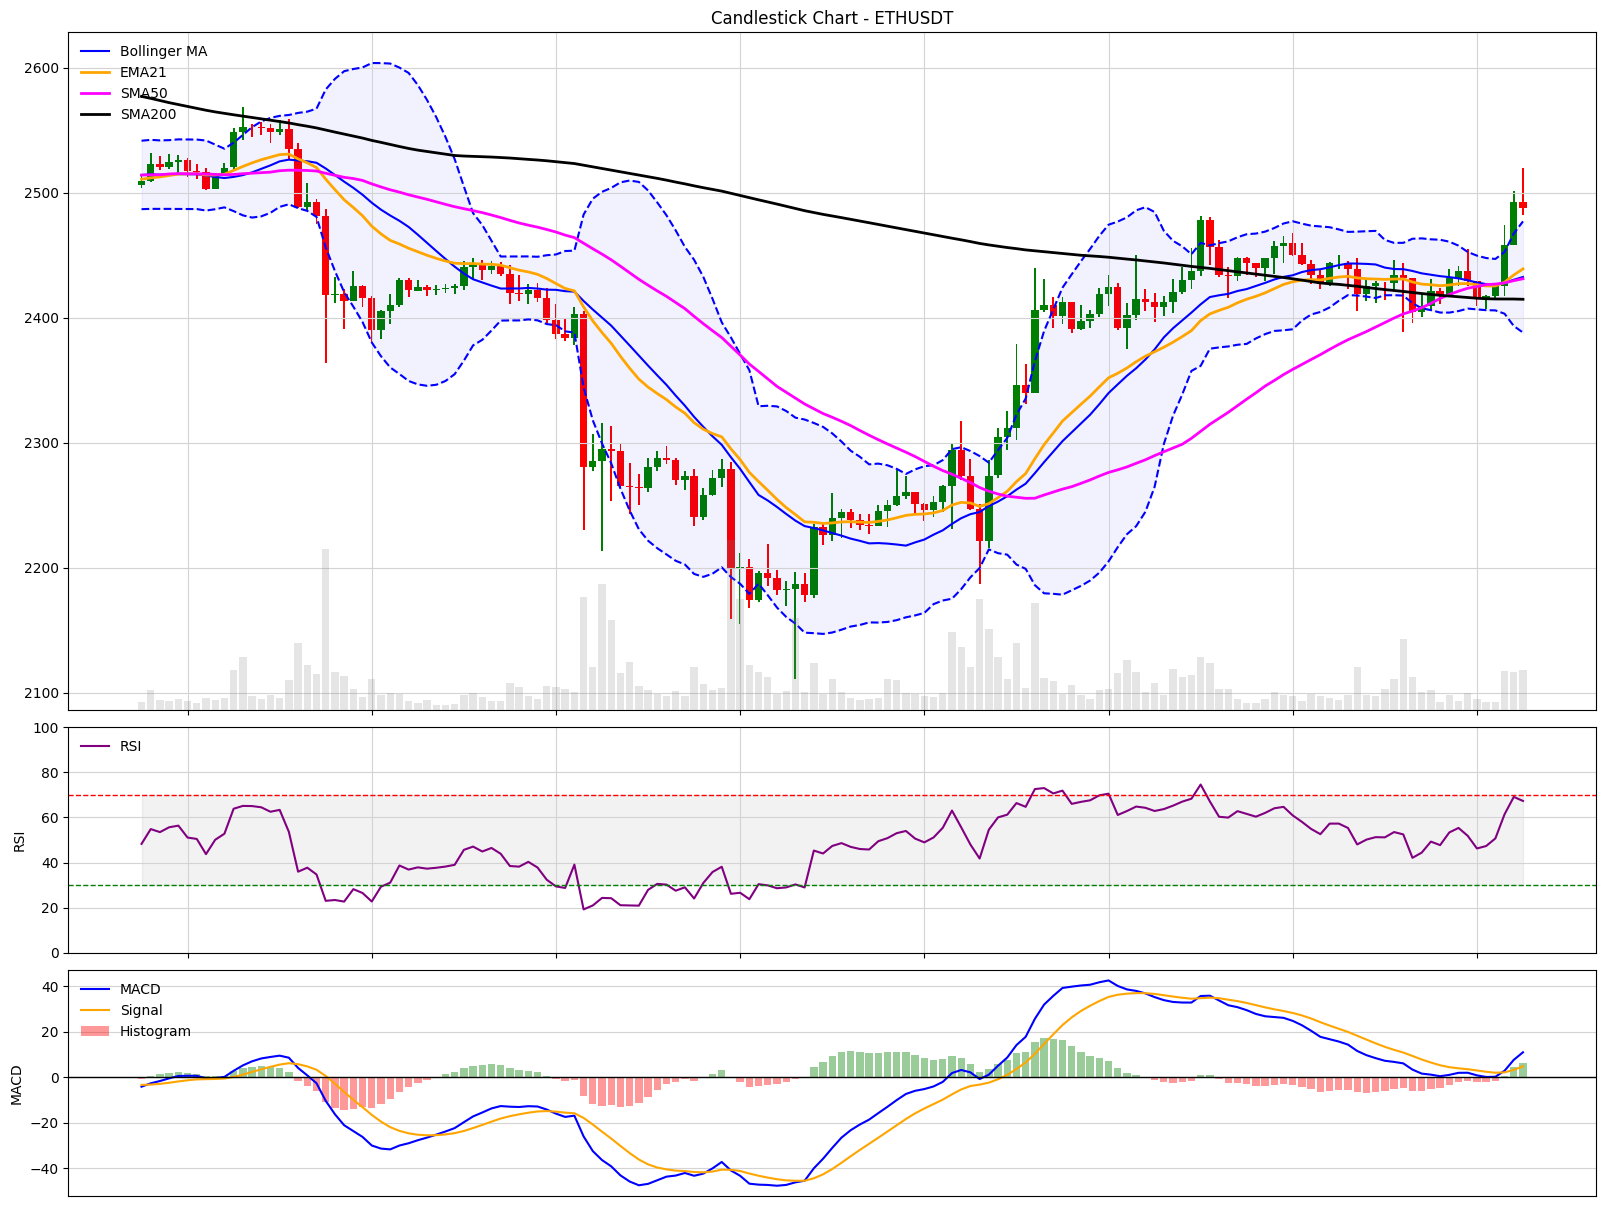 Candlestick Chart - ETHUSDT
Bollinger MA
EMA21
SMA50
SMA200
2600
2500
2400
2300
2200
2100
RSI
100
80
60
40
20
0
RSI
MACD
Signal
Histogram
40
20
0
−20
−40
MACD